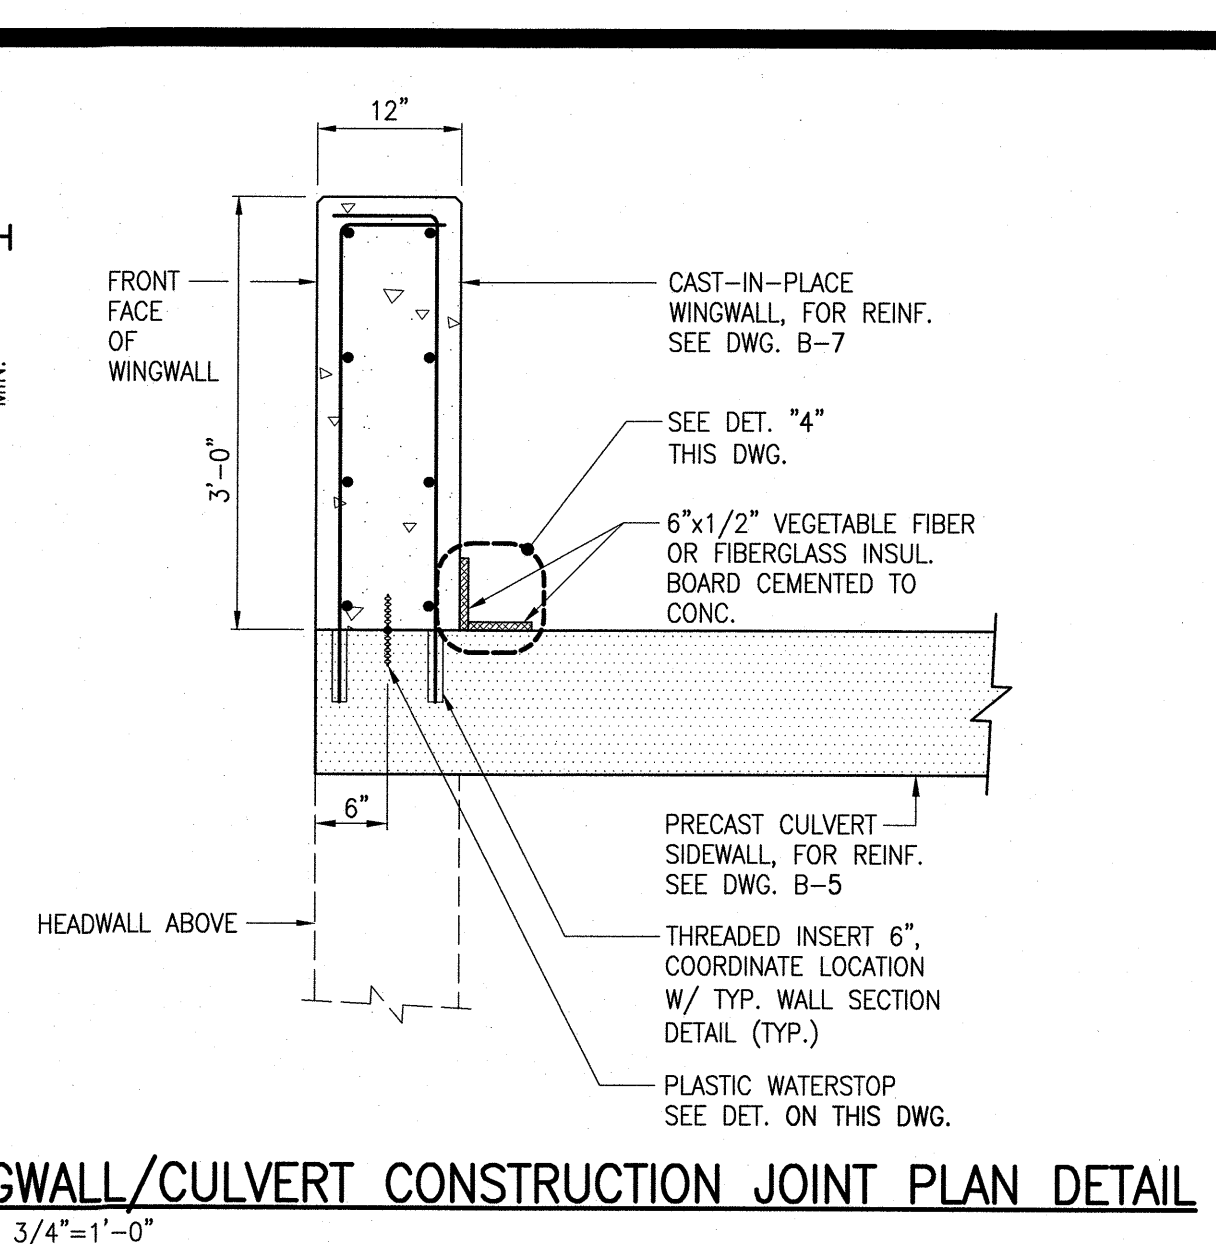 12"
H
MIN.
FRONT
FACE
OF
WINGWALL
3'-0"
CAST-IN-PLACE
WINGWALL, FOR REINF.
SEE DWG. B-7
SEE DET. "4"
THIS DWG.
6"x1/2" VEGETABLE FIBER
OR FIBERGLASS INSUL.
BOARD CEMENTED TO
CONC.
6"
PRECAST CULVERT
SIDEWALL, FOR REINF.
SEE DWG. B-5
HEADWALL ABOVE
THREADED INSERT 6",
COORDINATE LOCATION
W/ TYP. WALL SECTION
DETAIL (TYP.)
PLASTIC WATERSTOP
SEE DET. ON THIS DWG.
GWALL/CULVERT CONSTRUCTION JOINT PLAN DETAIL
3/4"=1'-0"